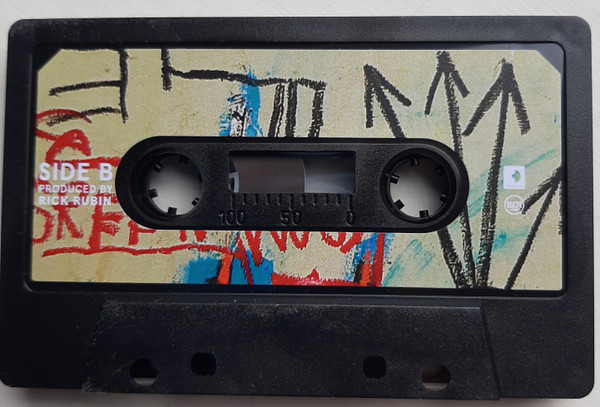 SIDE B
PRODUCED BY
RICK RUBIN
100 50 0